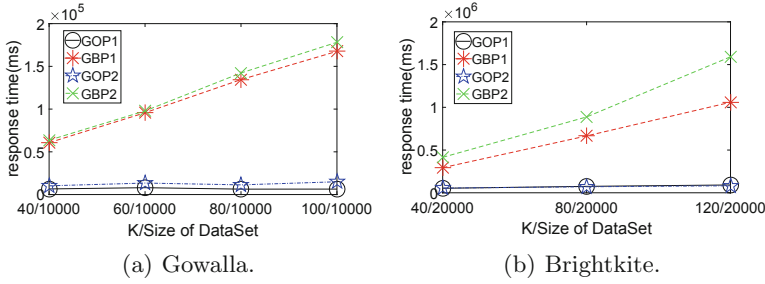 2 ×10^5
GOP1
GBP1
GOP2
GBP2
1.5
1
0.5
0
response time(ms)
40/10000 60/10000 80/10000 100/10000
K/Size of DataSet
(a) Gowalla.
2 ×10^6
GOP1
GBP1
GOP2
GBP2
1.5
1
0.5
0
response time(ms)
40/20000 80/20000 120/20000
K/Size of DataSet
(b) Brightkite.